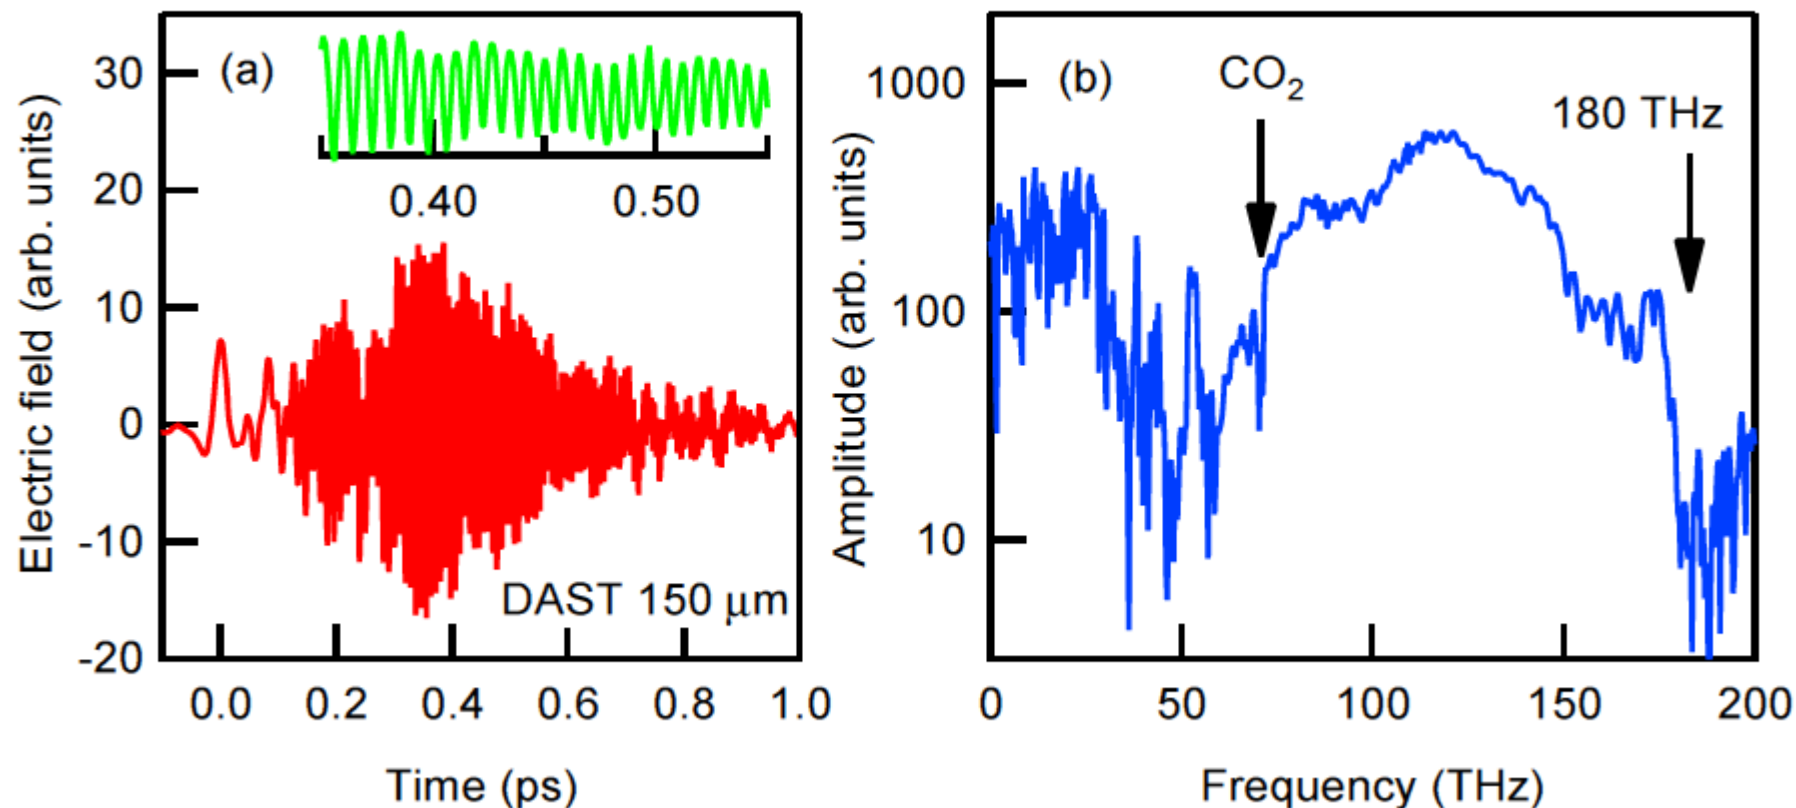 (a)
30
20
10
0
-10
-20
0.40 0.50
DAST 150 μm
0.0 0.2 0.4 0.6 0.8 1.0
Time (ps)
Electric field (arb. units)
(b)
CO₂
180 THz
1000
100
10
0 50 100 150 200
Frequency (THz)
Amplitude (arb. units)